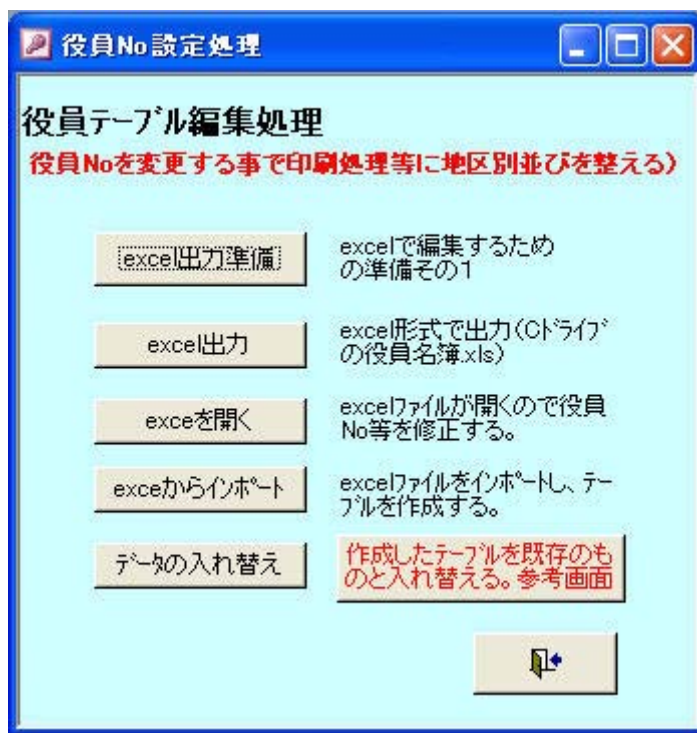 役員No設定処理
役員テーブル編集処理
役員Noを変更する事で印刷処理等に地区別並びを整える）
excel出力準備
excelで編集するため
の準備その1
excel出力
excel形式で出力(Cドライブ
の役員名簿.xls)
exceを開く
excelファイルが開くので役員
No等を修正する。
exceからインポート
excelファイルをインポートし、テー
ブルを作成する。
データの入れ替え
作成したテーブルを既存のも
のと入れ替える。参考画面